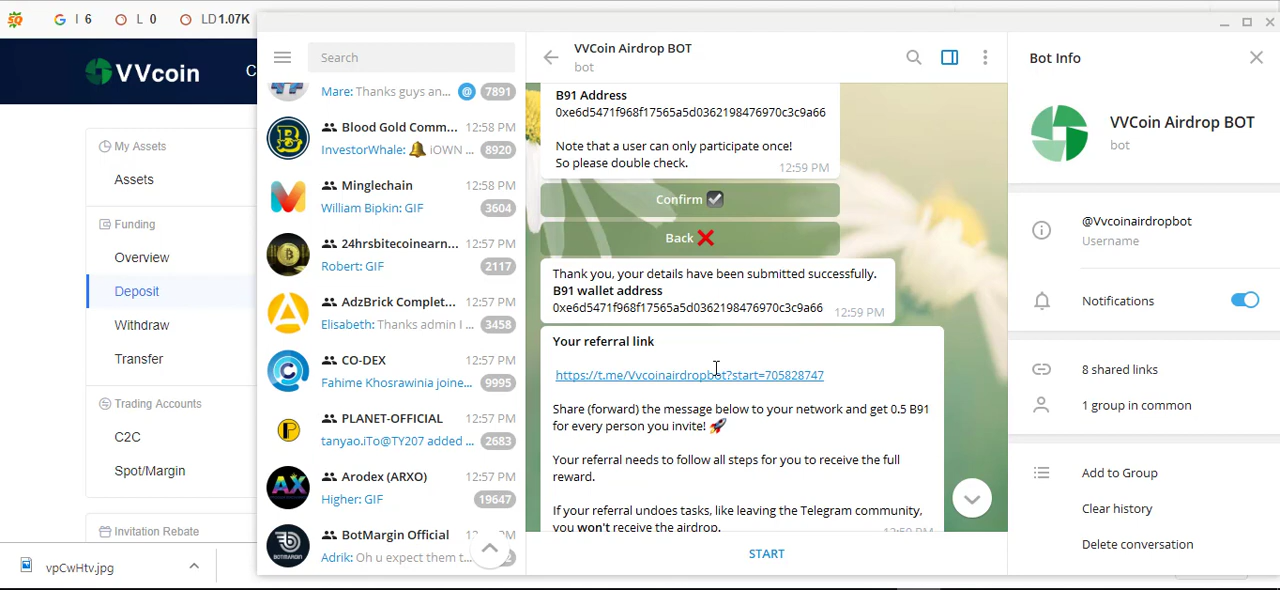 I 6
L 0
LD 1.07K
VVcoin
C
My Assets
Assets
Funding
Overview
Deposit
Withdraw
Transfer
Trading Accounts
C2C
Spot/Margin
Invitation Rebate
vpCwHtv.jpg
Search
Mare: Thanks guys an... @ 7891
Blood Gold Comm... 12:58 PM
InvestorWhale: 🔔 iOWN ... 8920
Minglechain 12:58 PM
William Bipkin: GIF 3604
24hrsbitecoinearn... 12:57 PM
Robert: GIF 2117
AdzBrick Complet... 12:57 PM
Elisabeth: Thanks admin I ... 3458
CO-DEX 12:57 PM
Fahime Khosrawinia joine... 9995
PLANET-OFFICIAL 12:57 PM
tanyao.iTo@TY207 added ... 2683
Arodex (ARXO) 12:57 PM
Higher: GIF 19647
BotMargin Official 12:57 PM
Adrik: Oh u expect them t...
VVCoin Airdrop BOT
bot
B91 Address
0xe6d5471f968f17565a5d0362198476970c3c9a66
Note that a user can only participate once!
So please double check.
12:59 PM
Confirm ✔
Back ❌
Thank you, your details have been submitted successfully.
B91 wallet address
0xe6d5471f968f17565a5d0362198476970c3c9a66 12:59 PM
Your referral link
https://t.me/Vvcoinairdropbot?start=705828747
Share (forward) the message below to your network and get 0.5 B91
for every person you invite! 🚀
Your referral needs to follow all steps for you to receive the full
reward.
If your referral undoes tasks, like leaving the Telegram community,
you won't receive the airdrop.
12:59 PM
START
Bot Info
VVCoin Airdrop BOT
bot
@Vvcoinairdropbot
Username
Notifications
8 shared links
1 group in common
Add to Group
Clear history
Delete conversation